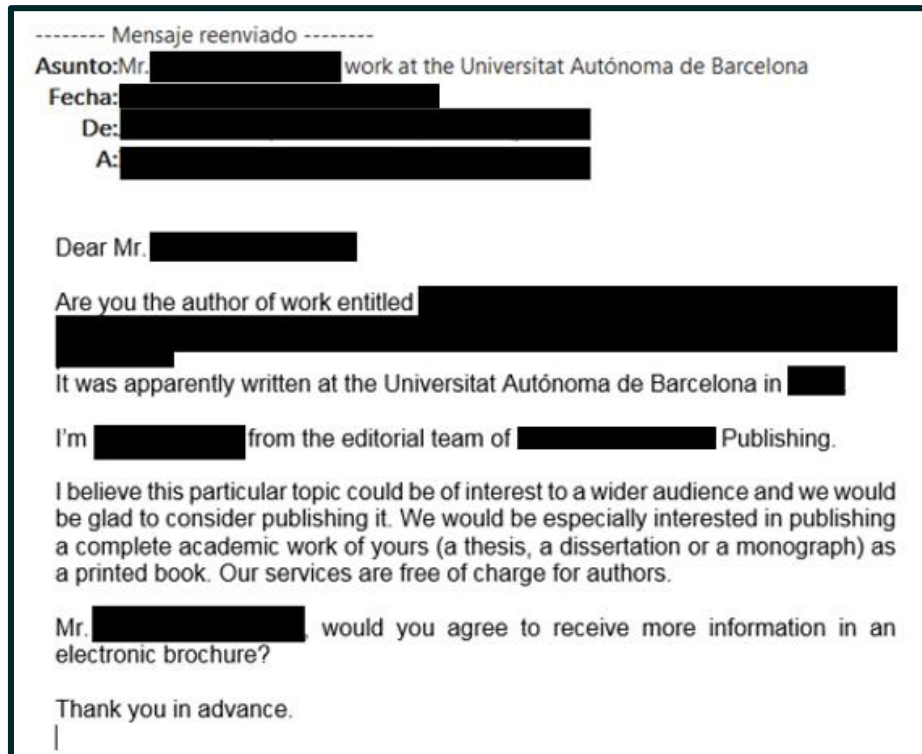 -------- Mensaje reenviado --------
Asunto:Mr. work at the Universitat Autónoma de Barcelona
Fecha:
De:
A:
Dear Mr.
Are you the author of work entitled
It was apparently written at the Universitat Autónoma de Barcelona in
I'm from the editorial team of Publishing.
I believe this particular topic could be of interest to a wider audience and we would
be glad to consider publishing it. We would be especially interested in publishing
a complete academic work of yours (a thesis, a dissertation or a monograph) as
a printed book. Our services are free of charge for authors.
Mr. , would you agree to receive more information in an
electronic brochure?
Thank you in advance.